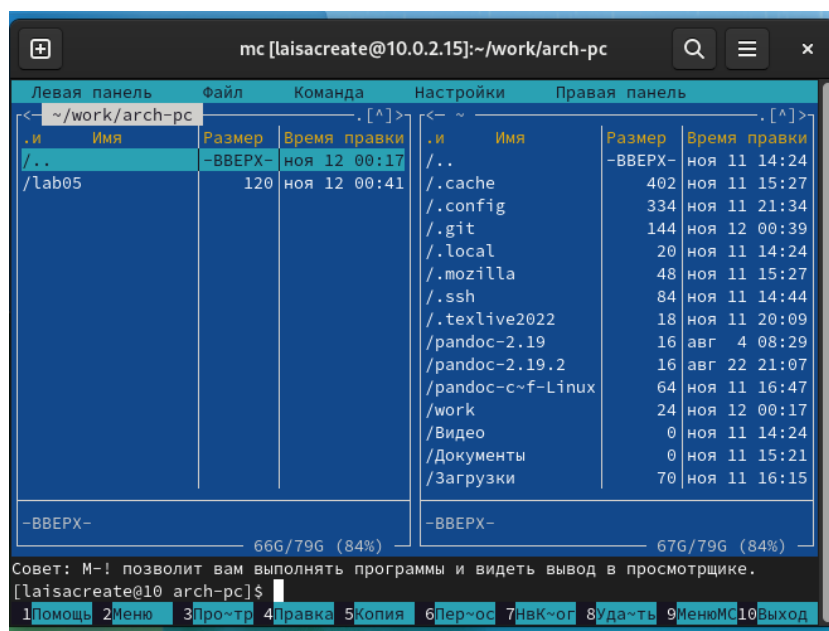 mc [laisacreate@10.0.2.15]:~/work/arch-pc
Левая панель Файл Команда Настройки Правая панель
<— ~/work/arch-pc .[^]> <— ~ .[^]>
.и Имя Размер Время правки .и Имя Размер Время правки
/.. -ВВЕРХ- ноя 12 00:17 /.. -ВВЕРХ- ноя 11 14:24
/lab05 120 ноя 12 00:41 /.cache 402 ноя 11 15:27
/.config 334 ноя 11 21:34
/.git 144 ноя 12 00:39
/.local 20 ноя 11 14:24
/.mozilla 48 ноя 11 15:27
/.ssh 84 ноя 11 14:44
/.texlive2022 18 ноя 11 20:09
/pandoc-2.19 16 авг 4 08:29
/pandoc-2.19.2 16 авг 22 21:07
/pandoc-c~f-Linux 64 ноя 11 16:47
/work 24 ноя 12 00:17
/Видео 0 ноя 11 14:24
/Документы 0 ноя 11 15:21
/Загрузки 70 ноя 11 16:15
-ВВЕРХ- -ВВЕРХ-
66G/79G (84%) 67G/79G (84%)
Совет: M-! позволит вам выполнять программы и видеть вывод в просмотрщике.
[laisacreate@10 arch-pc]$
1Помощь 2Меню 3Про~тр 4Правка 5Копия 6Пер~ос 7НвК~ог 8Уда~ть 9МенюMC 10Выход